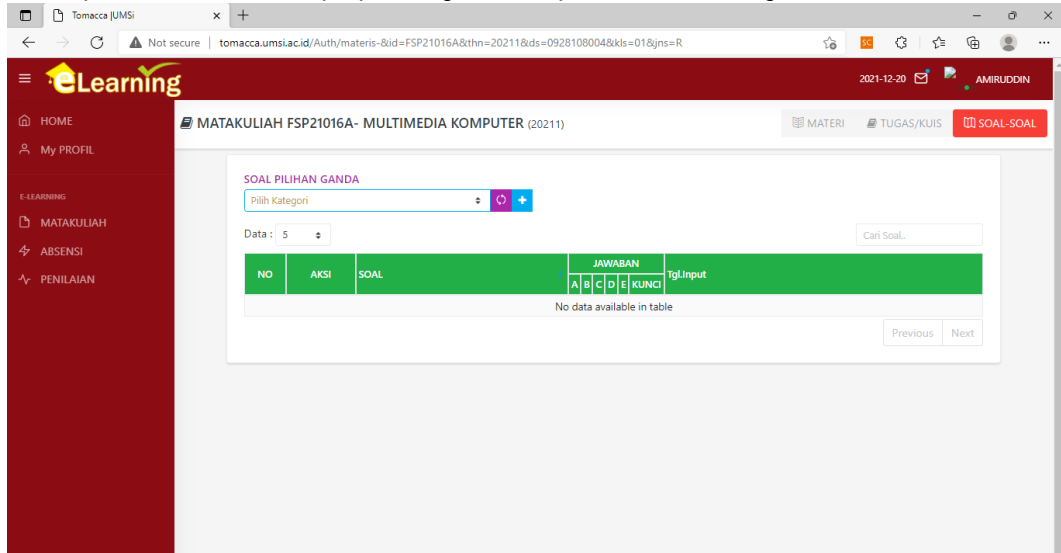 Tomacca |UMSi
Not secure | tomacca.umsi.ac.id/Auth/materis-&id=FSP21016A&thn=20211&ds=0928108004&kls=01&jns=R
SC
eLearning
2021-12-20 AMIRUDDIN
HOME
My PROFIL
E-LEARNING
MATAKULIAH
ABSENSI
PENILAIAN
MATAKULIAH FSP21016A- MULTIMEDIA KOMPUTER (20211)
MATERI TUGAS/KUIS SOAL-SOAL
SOAL PILIHAN GANDA
Pilih Kategori
Data : 5 Cari Soal..
NO AKSI SOAL JAWABAN Tgl.Input
A B C D E KUNCI
No data available in table
Previous Next